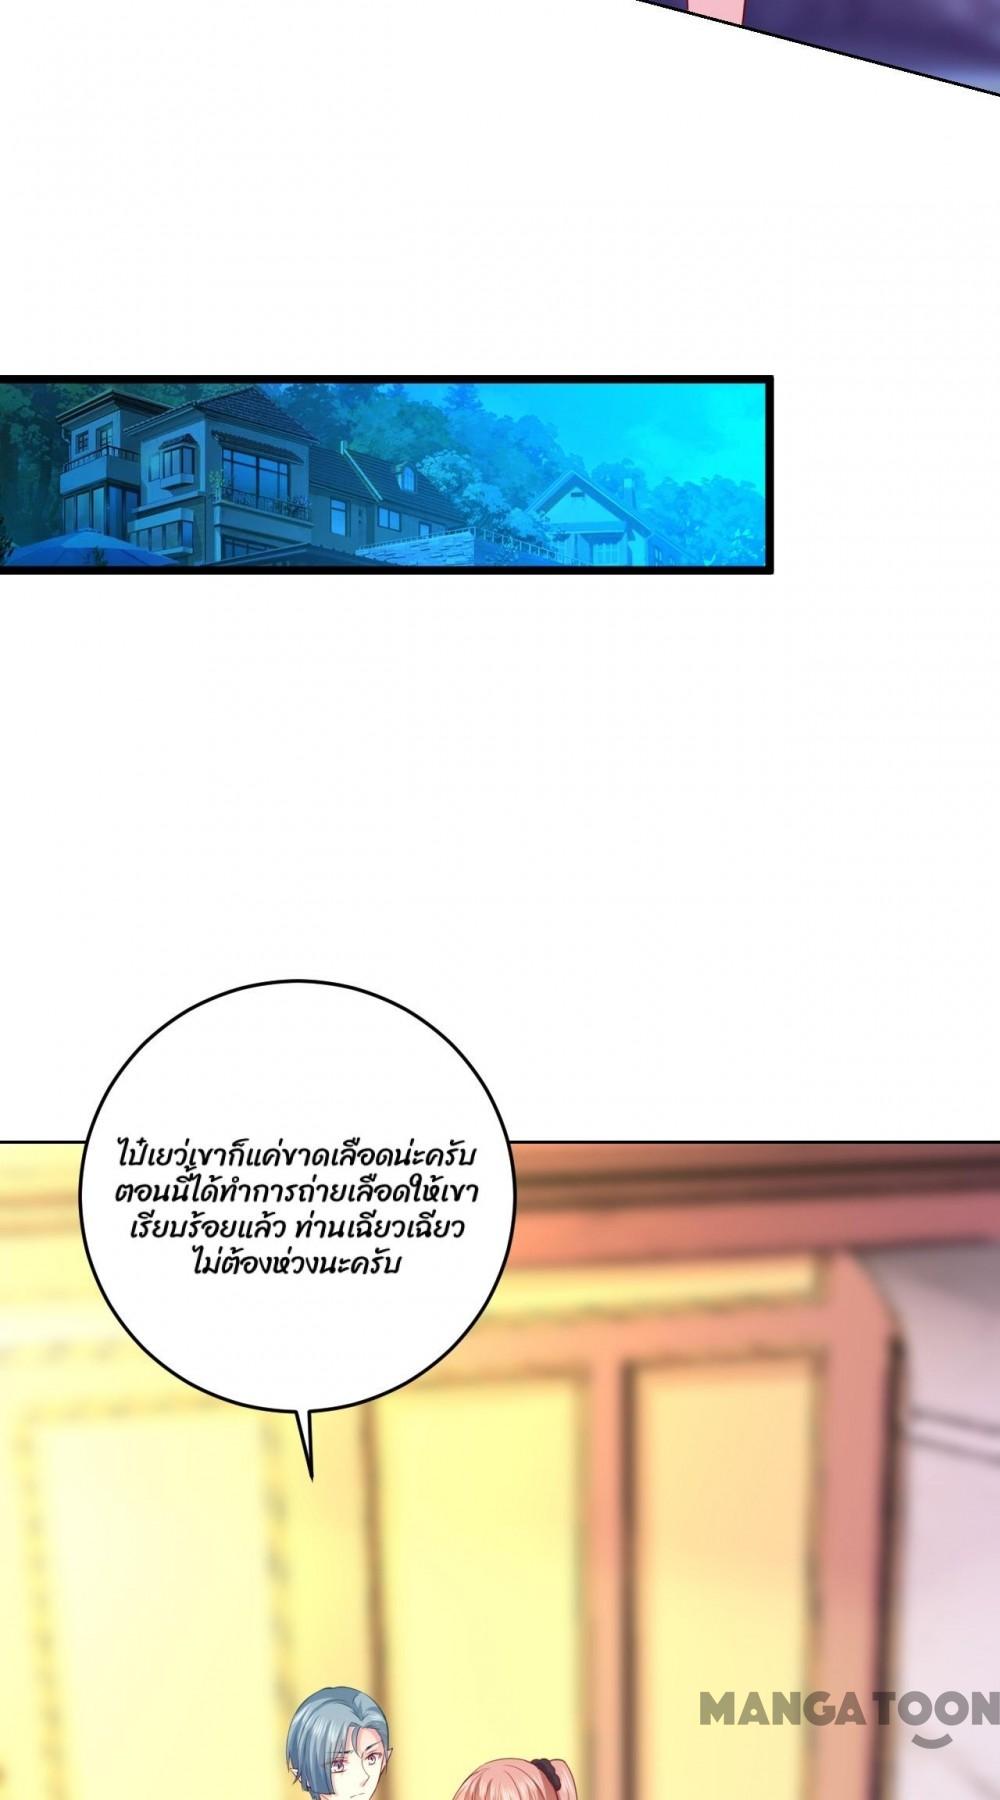 ไป๋เยว่เขาก็แค่ขาดเลือดน่ะครับ
ตอนนี้ได้ทำการถ่ายเลือดให้เขา
เรียบร้อยแล้ว ท่านเฉียวเฉียว
ไม่ต้องห่วงนะครับ
MANGATOON